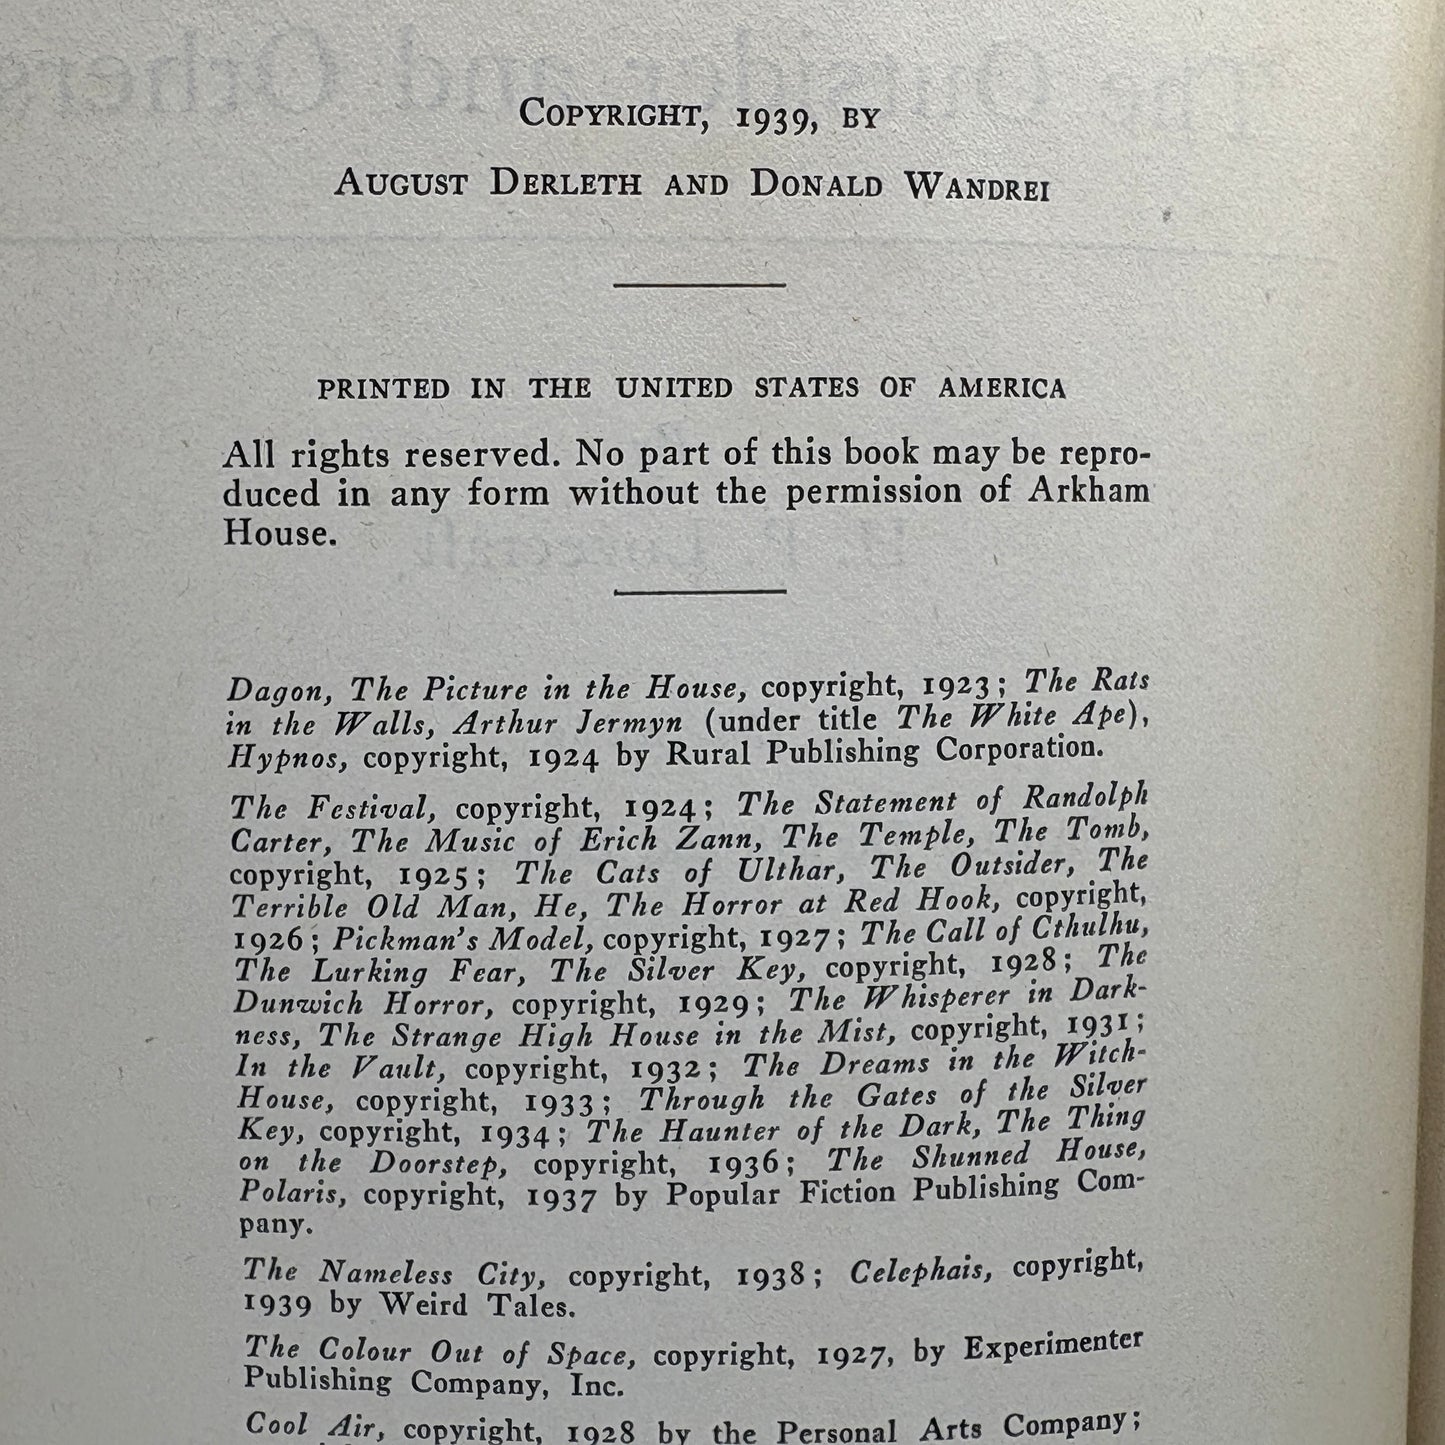 COPYRIGHT, 1939, BY
AUGUST DERLETH AND DONALD WANDREI
PRINTED IN THE UNITED STATES OF AMERICA
All rights reserved. No part of this book may be repro-
duced in any form without the permission of Arkham
House.
Dagon, The Picture in the House, copyright, 1923; The Rats
in the Walls, Arthur Jermyn (under title The White Ape),
Hypnos, copyright, 1924 by Rural Publishing Corporation.
The Festival, copyright, 1924; The Statement of Randolph
Carter, The Music of Erich Zann, The Temple, The Tomb,
copyright, 1925; The Cats of Ulthar, The Outsider, The
Terrible Old Man, He, The Horror at Red Hook, copyright,
1926; Pickman's Model, copyright, 1927; The Call of Cthulhu,
The Lurking Fear, The Silver Key, copyright, 1928; The
Dunwich Horror, copyright, 1929; The Whisperer in Dark-
ness, The Strange High House in the Mist, copyright, 1931;
In the Vault, copyright, 1932; The Dreams in the Witch-
House, copyright, 1933; Through the Gates of the Silver
Key, copyright, 1934; The Haunter of the Dark, The Thing
on the Doorstep, copyright, 1936; The Shunned House,
Polaris, copyright, 1937 by Popular Fiction Publishing Com-
pany.
The Nameless City, copyright, 1938; Celephais, copyright,
1939 by Weird Tales.
The Colour Out of Space, copyright, 1927, by Experimenter
Publishing Company, Inc.
Cool Air, copyright, 1928 by the Personal Arts Company;